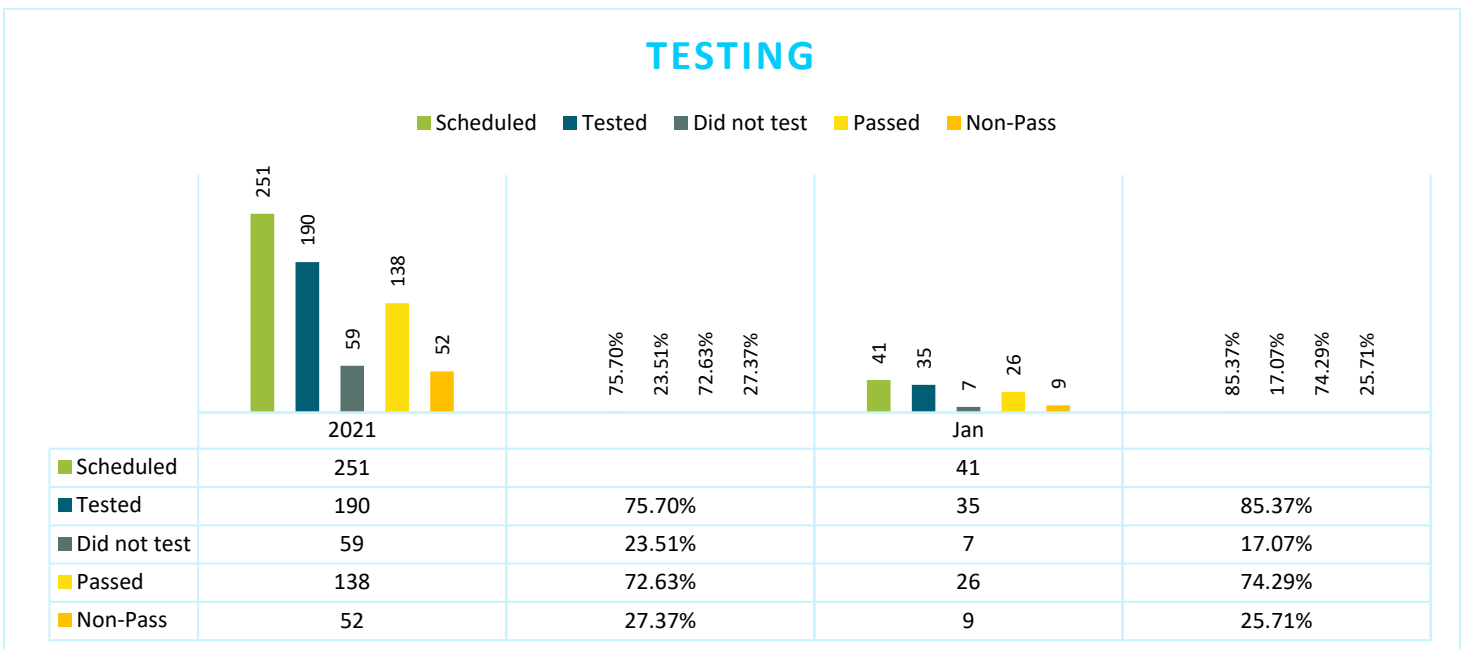 TESTING
Scheduled Tested Did not test Passed Non-Pass
251 190 59 138 52 75.70% 23.51% 72.63% 27.37% 41 35 7 26 9 85.37% 17.07% 74.29% 25.71%
2021 Jan
Scheduled 251 41
Tested 190 75.70% 35 85.37%
Did not test 59 23.51% 7 17.07%
Passed 138 72.63% 26 74.29%
Non-Pass 52 27.37% 9 25.71%